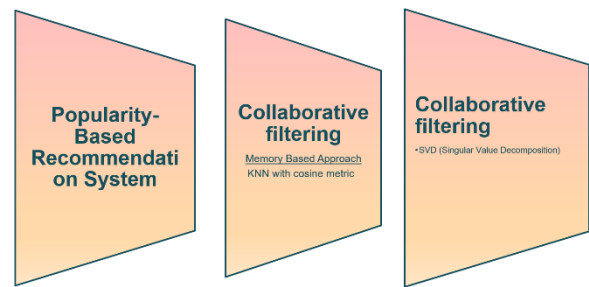 Popularity-
Based
Recommendati
on System
Collaborative
filtering
Memory Based Approach
KNN with cosine metric
Collaborative
filtering
•SVD (Singular Value Decomposition)